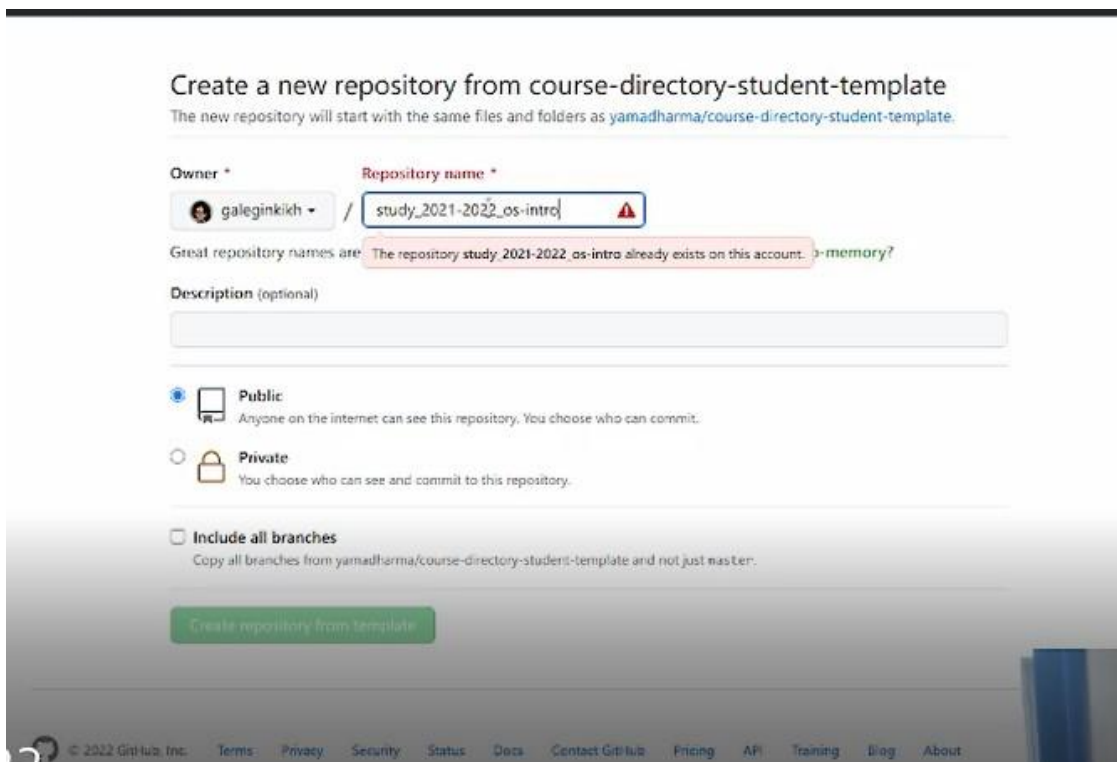 Create a new repository from course-directory-student-template
The new repository will start with the same files and folders as yamadharma/course-directory-student-template.
Owner * Repository name *
galeginkikh / study_2021-2022_os-intro
Great repository names are The repository study_2021-2022_os-intro already exists on this account. o-memory?
Description (optional)
Public
Anyone on the internet can see this repository. You choose who can commit.
Private
You choose who can see and commit to this repository.
Include all branches
Copy all branches from yamadharma/course-directory-student-template and not just master.
Create repository from template
© 2022 GitHub, Inc. Terms Privacy Security Status Docs Contact GitHub Pricing API Training Blog About